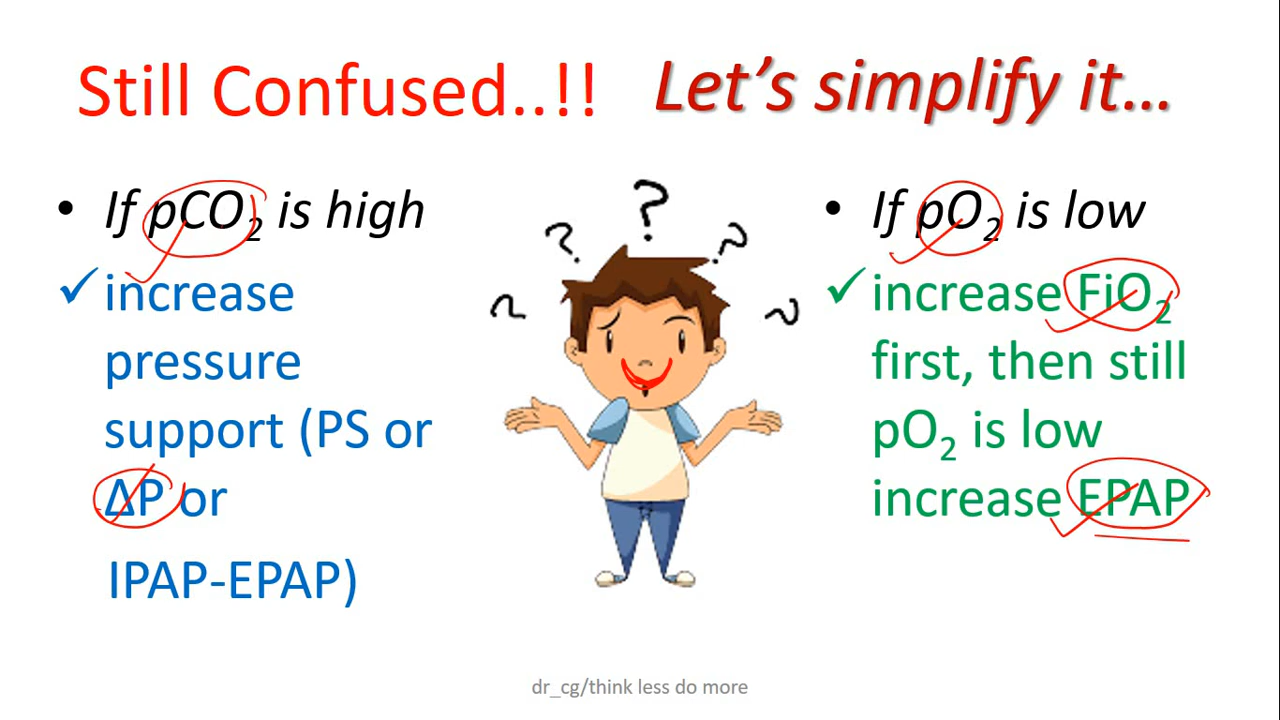 Still Confused..!!
Let's simplify it...
• If pCO₂ is high
✓ increase
pressure
support (PS or
ΔP or
IPAP-EPAP)
• If pO₂ is low
✓ increase FiO₂
first, then still
pO₂ is low
increase EPAP
? ? ? ? ?
dr_cg/think less do more